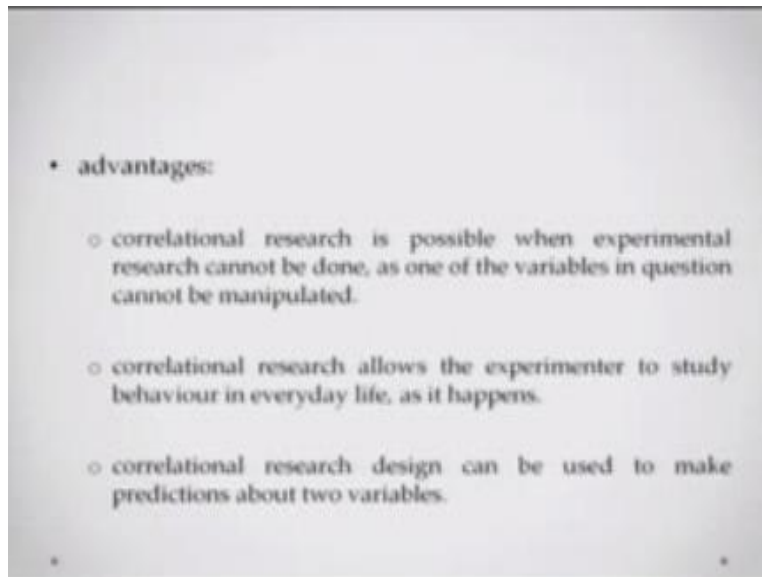 • advantages:
o correlational research is possible when experimental
research cannot be done, as one of the variables in question
cannot be manipulated.
o correlational research allows the experimenter to study
behaviour in everyday life, as it happens.
o correlational research design can be used to make
predictions about two variables.